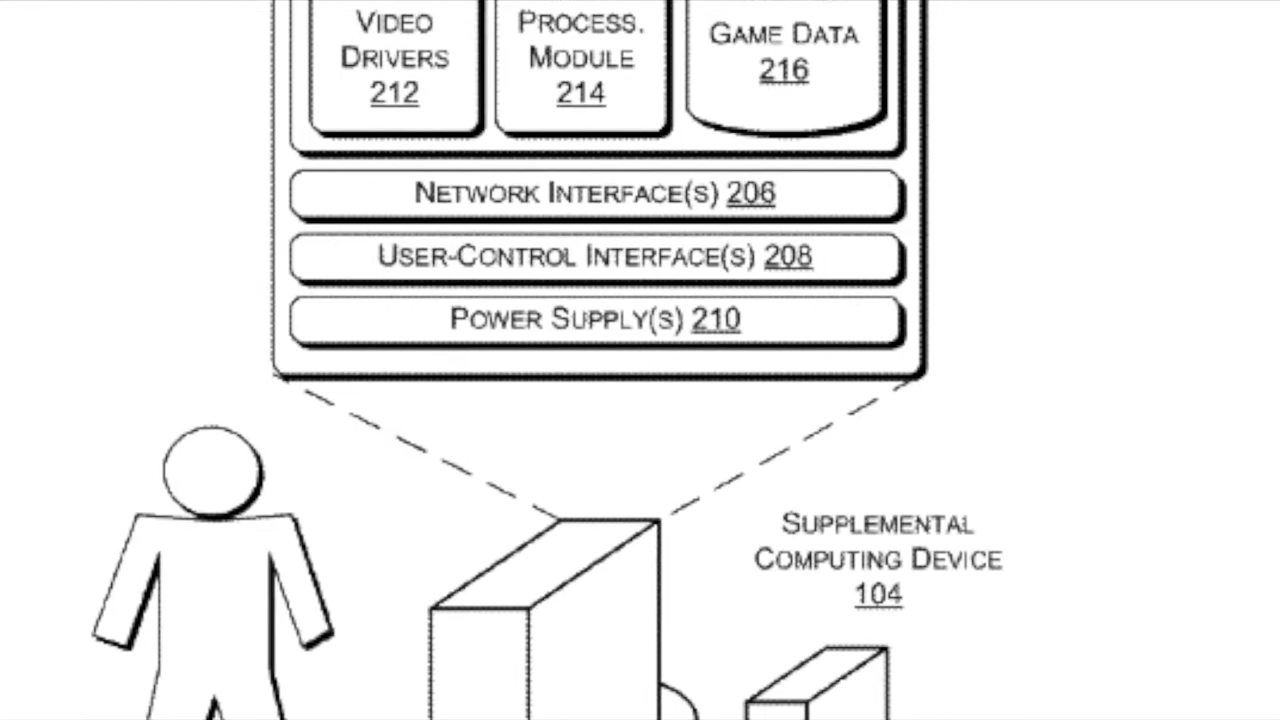 VIDEO
DRIVERS
212
PROCESS.
MODULE
214
GAME DATA
216
NETWORK INTERFACE(S) 206
USER-CONTROL INTERFACE(S) 208
POWER SUPPLY(S) 210
SUPPLEMENTAL
COMPUTING DEVICE
104